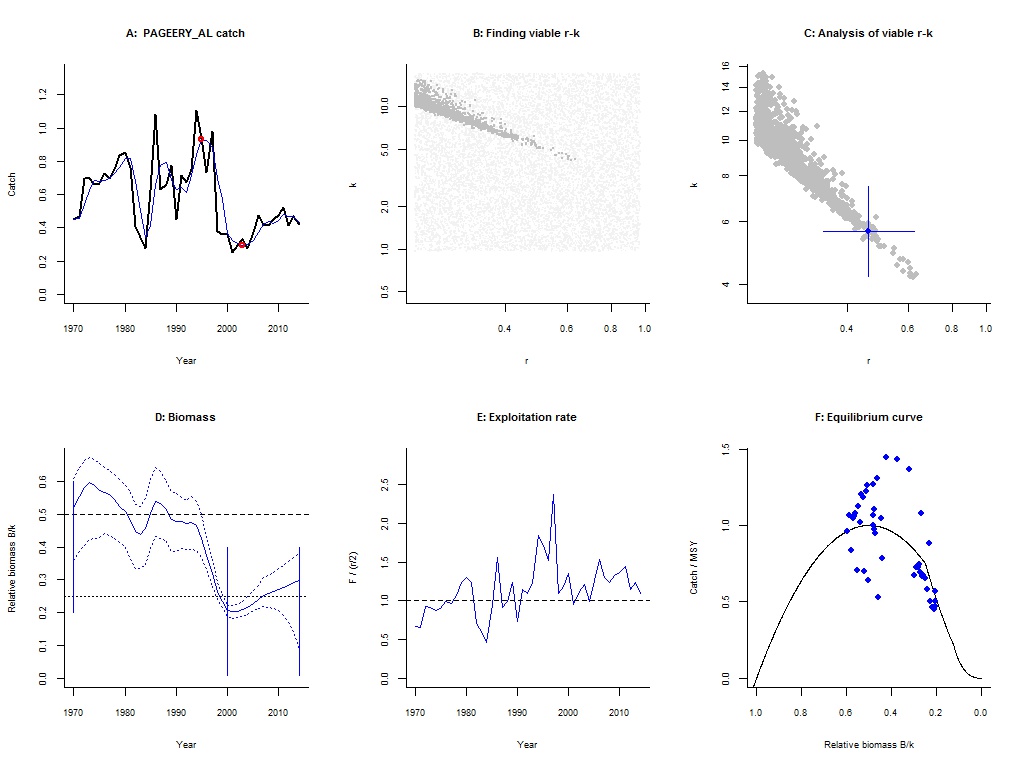 A: PAGEERY_AL catch
Catch
0.0 0.2 0.4 0.6 0.8 1.0 1.2
1970 1980 1990 2000 2010
Year
B: Finding viable r-k
k
0.5 1.0 2.0 5.0 10.0
0.4 0.6 0.8 1.0
r
C: Analysis of viable r-k
k
4 6 8 10 12 14 16
0.4 0.6 0.8 1.0
r
D: Biomass
Relative biomass B/k
0.0 0.1 0.2 0.3 0.4 0.5 0.6
1970 1980 1990 2000 2010
Year
E: Exploitation rate
F / (r/2)
0.0 0.5 1.0 1.5 2.0 2.5
1970 1980 1990 2000 2010
Year
F: Equilibrium curve
Catch / MSY
0.0 0.5 1.0 1.5
1.0 0.8 0.6 0.4 0.2 0.0
Relative biomass B/k